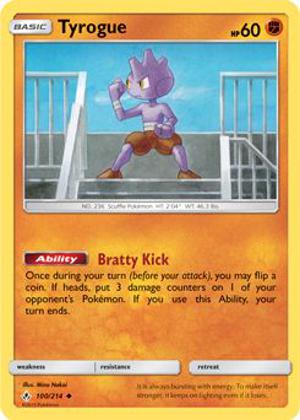 BASIC Tyrogue HP60
NO. 236 Scuffle Pokémon HT: 2'04" WT: 46.3 lbs.
Ability Bratty Kick
Once during your turn (before your attack), you may flip a
coin. If heads, put 3 damage counters on 1 of your
opponent's Pokémon. If you use this Ability, your turn
ends.
weakness resistance retreat
Illus. Mina Nakai
100/214
©2019 Pokémon
It is always bursting with energy. To make itself
stronger, it keeps on fighting even if it loses.